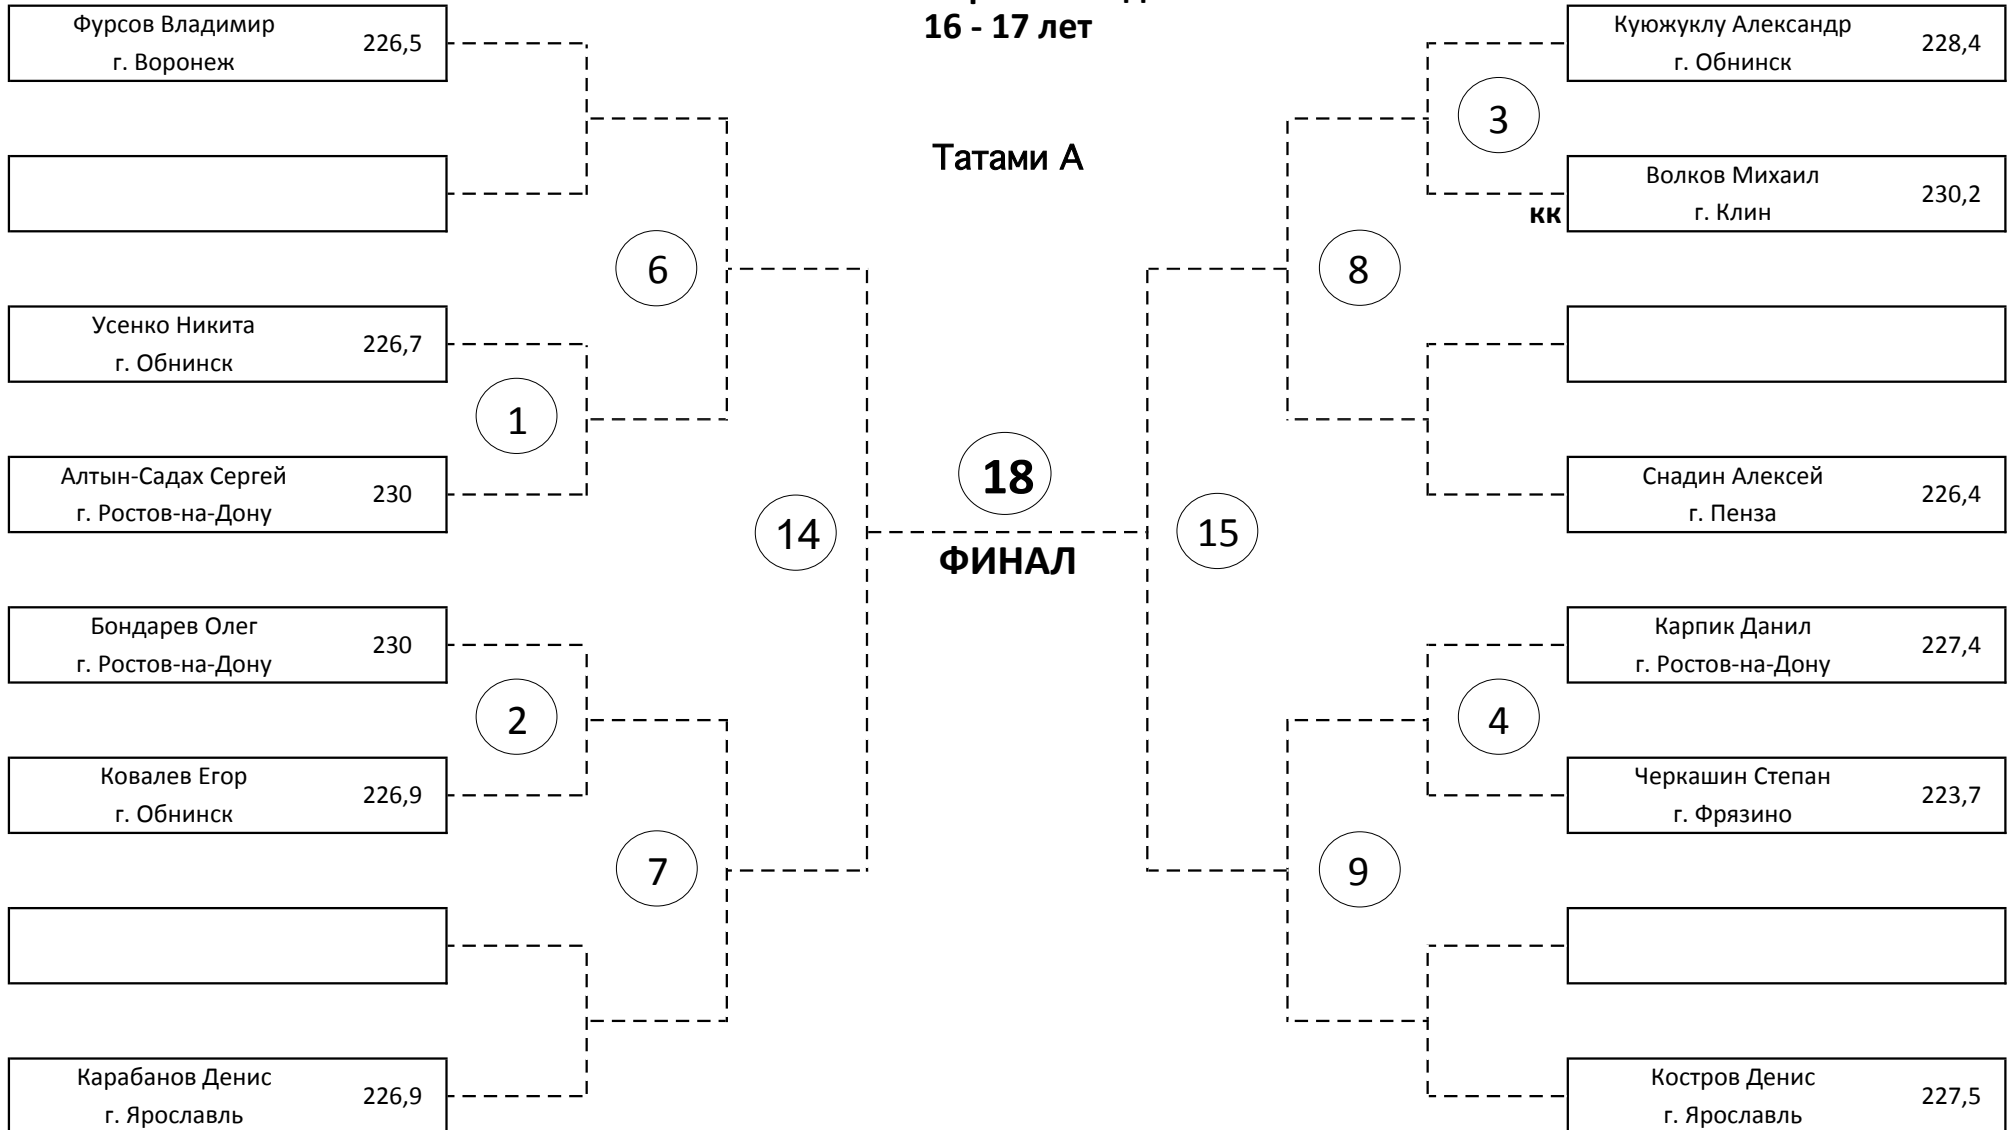 16 - 17 лет
Татами А
Фурсов Владимир 226,5
г. Воронеж
6
Усенко Никита 226,7
г. Обнинск
1
Алтын-Садах Сергей 230
г. Ростов-на-Дону
14
Бондарев Олег 230
г. Ростов-на-Дону
2
Ковалев Егор 226,9
г. Обнинск
7
Карабанов Денис 226,9
г. Ярославль
18
ФИНАЛ
Куюжуклу Александр 228,4
г. Обнинск
3
Волков Михаил 230,2
г. Клин
кк
8
Снадин Алексей 226,4
г. Пенза
15
Карпик Данил 227,4
г. Ростов-на-Дону
4
Черкашин Степан 223,7
г. Фрязино
9
Костров Денис 227,5
г. Ярославль